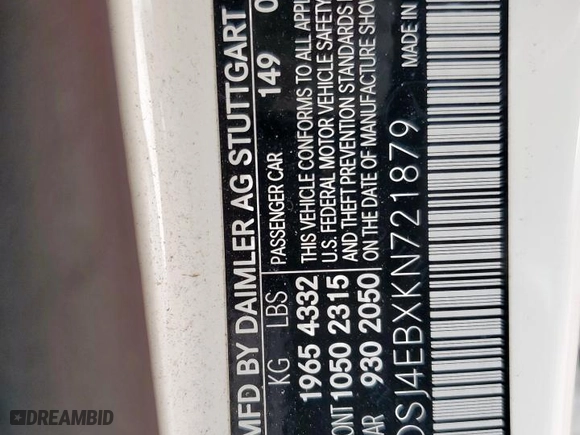 MFD BY DAIMLER AG STUTTGART
149
KG LBS PASSENGER CAR
1965 4332 THIS VEHICLE CONFORMS TO ALL
1050 2315 U.S. FEDERAL MOTOR VEHICLE SAFETY
AND THEFT PREVENTION STANDARDS
930 2050 ON THE DATE OF MANUFACTURE
SJ4EBXKN721879
MADE IN
DREAMBID